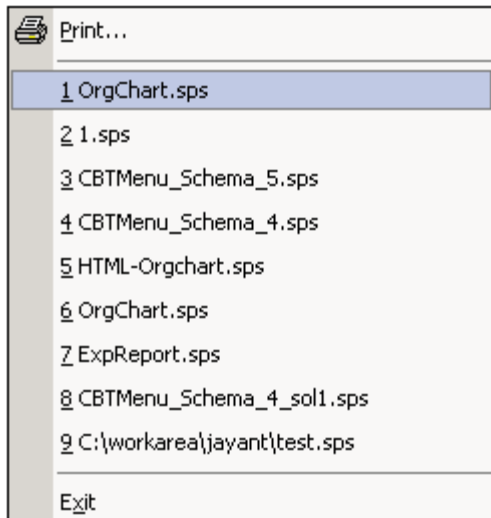 Print...
1 OrgChart.sps
2 1.sps
3 CBTMenu_Schema_5.sps
4 CBTMenu_Schema_4.sps
5 HTML-Orgchart.sps
6 OrgChart.sps
7 ExpReport.sps
8 CBTMenu_Schema_4_sol1.sps
9 C:\workarea\jayant\test.sps
Exit